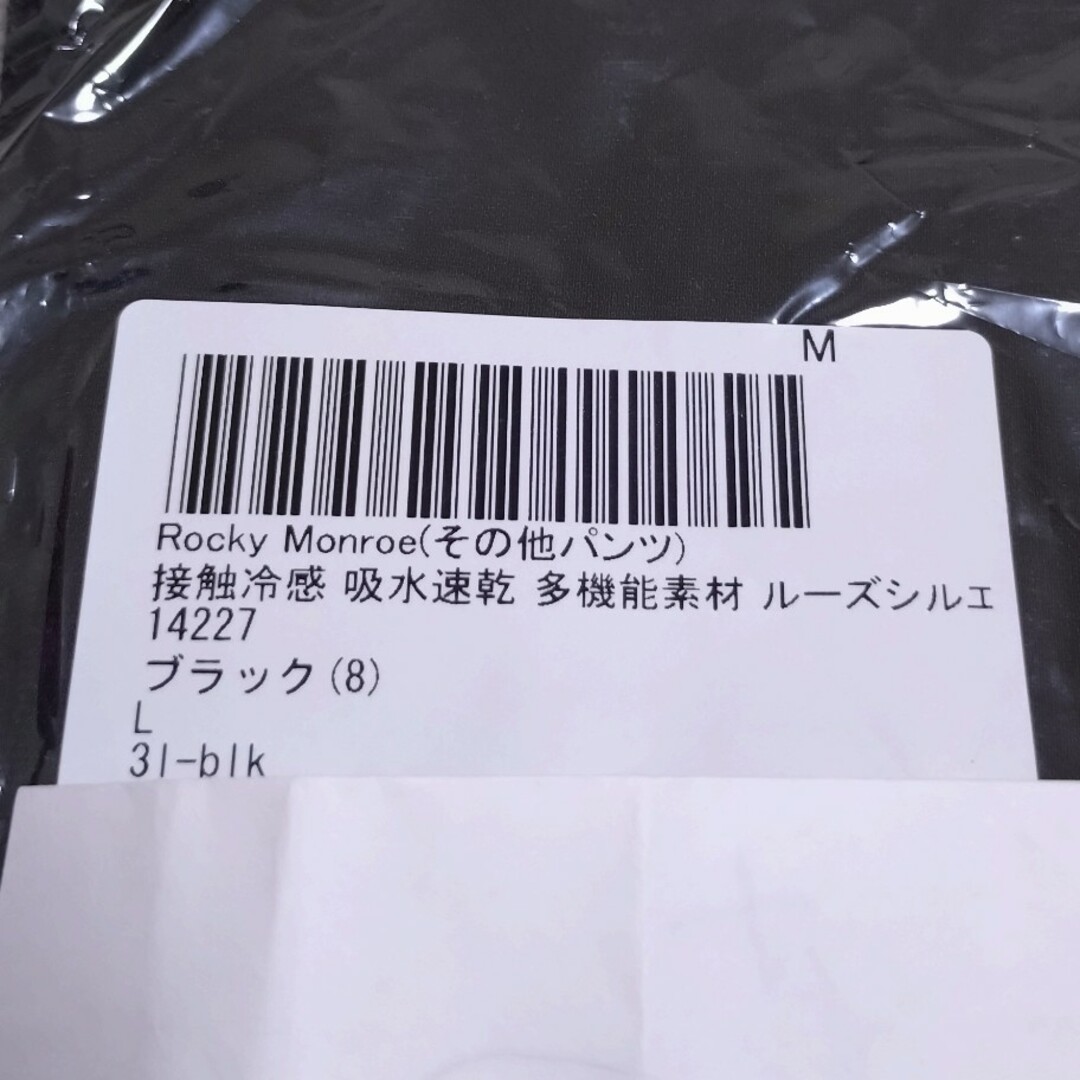 M
Rocky Monroe(その他パンツ)
接触冷感 吸水速乾 多機能素材 ルーズシルエ
14227
ブラック(8)
L
3l-blk